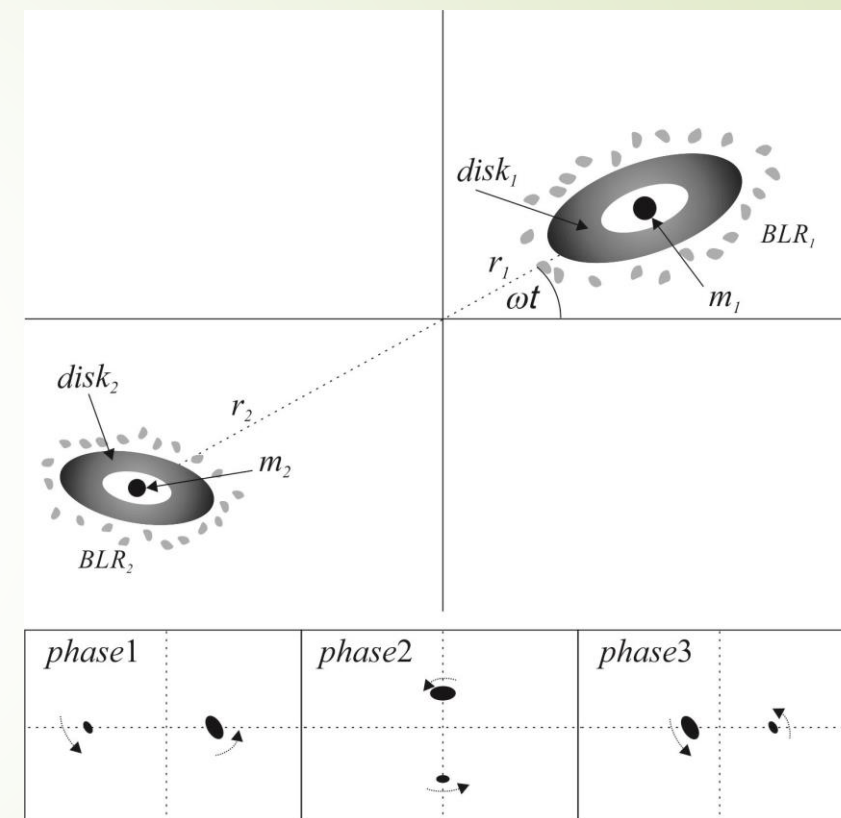 disk₁
BLR₁
r₁
ωt
m₁
disk₂
r₂
m₂
BLR₂
phase1
phase2
phase3